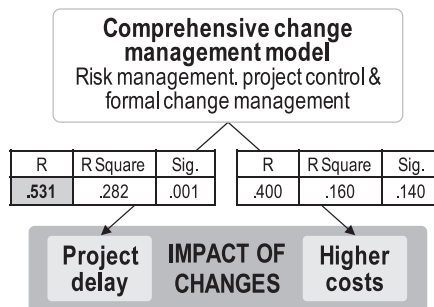 Comprehensive change
management model
Risk management. project control &
formal change management
R R Square Sig. R R Square Sig.
.531 .282 .001 .400 .160 .140
Project IMPACT OF Higher
delay CHANGES costs